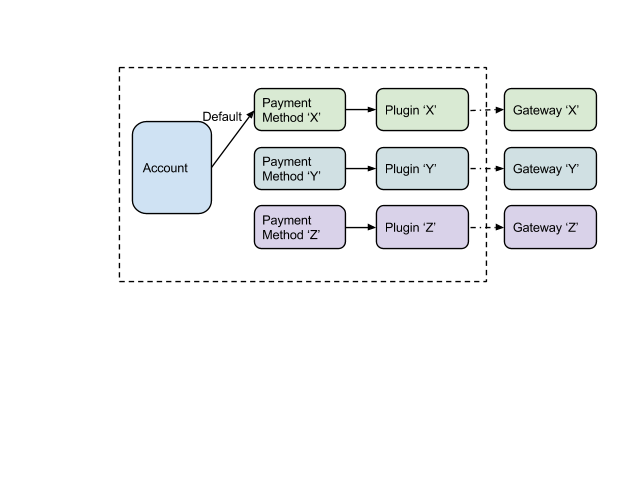 Default
Account
Payment
Method ‘X’
Plugin ‘X’
Gateway ‘X’
Payment
Method ‘Y’
Plugin ‘Y’
Gateway ‘Y’
Payment
Method ‘Z’
Plugin ‘Z’
Gateway ‘Z’